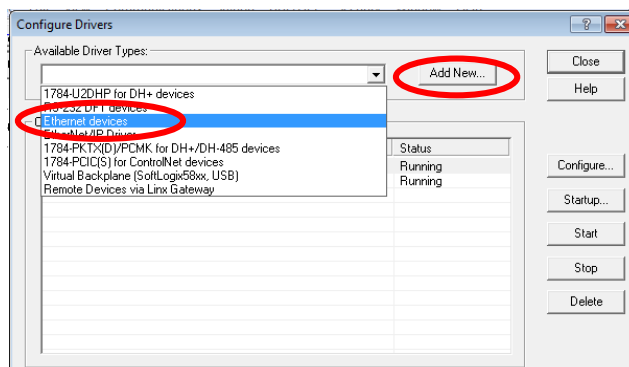 Configure Drivers
Available Driver Types:
Add New...
Close
Help
1784-U2DHP for DH+ devices
RS-232 DF1 devices
Ethernet devices
EtherNet/IP Driver
1784-PKTX(D)/PCMK for DH+/DH-485 devices
1784-PCIC(S) for ControlNet devices
Virtual Backplane (SoftLogix58xx, USB)
Remote Devices via Linx Gateway
Status
Running
Running
Configure...
Startup...
Start
Stop
Delete